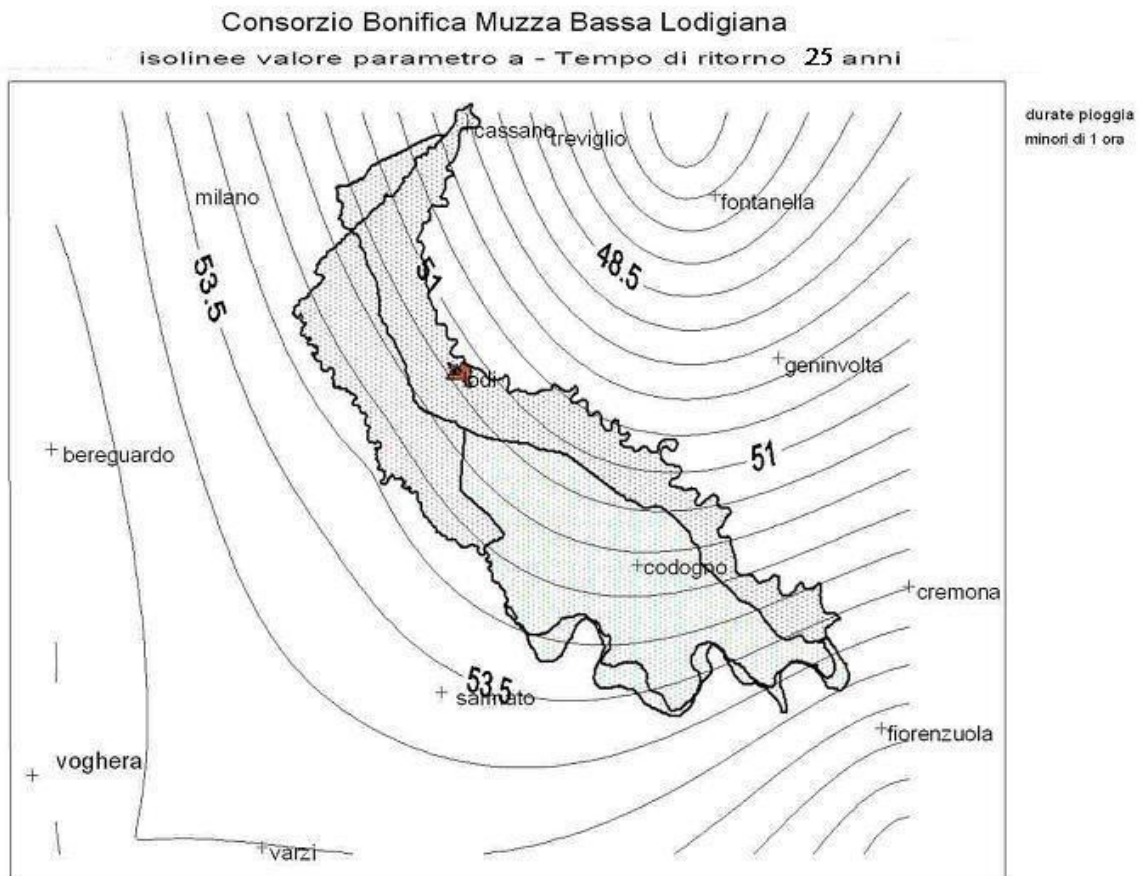 Consorzio Bonifica Muzza Bassa Lodigiana
isolinee valore parametro a - Tempo di ritorno 25 anni
durate pioggia
minori di 1 ora
cassano
treviglio
milano
fontanella
53.5
51
48.5
geninvolta
lodi
bereguardo
51
codogno
cremona
53.5
sarmato
fiorenzuola
voghera
varzi